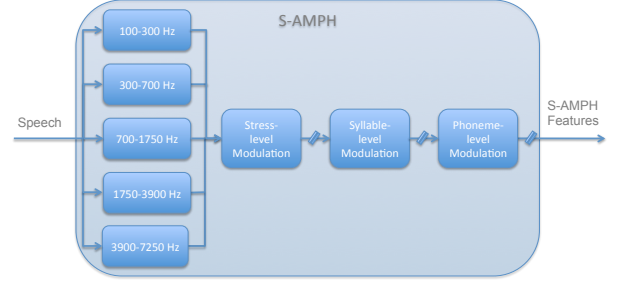 S-AMPH
100-300 Hz
300-700 Hz
700-1750 Hz
1750-3900 Hz
3900-7250 Hz
Speech
Stress-
level
Modulation
Syllable-
level
Modulation
Phoneme-
level
Modulation
S-AMPH
Features